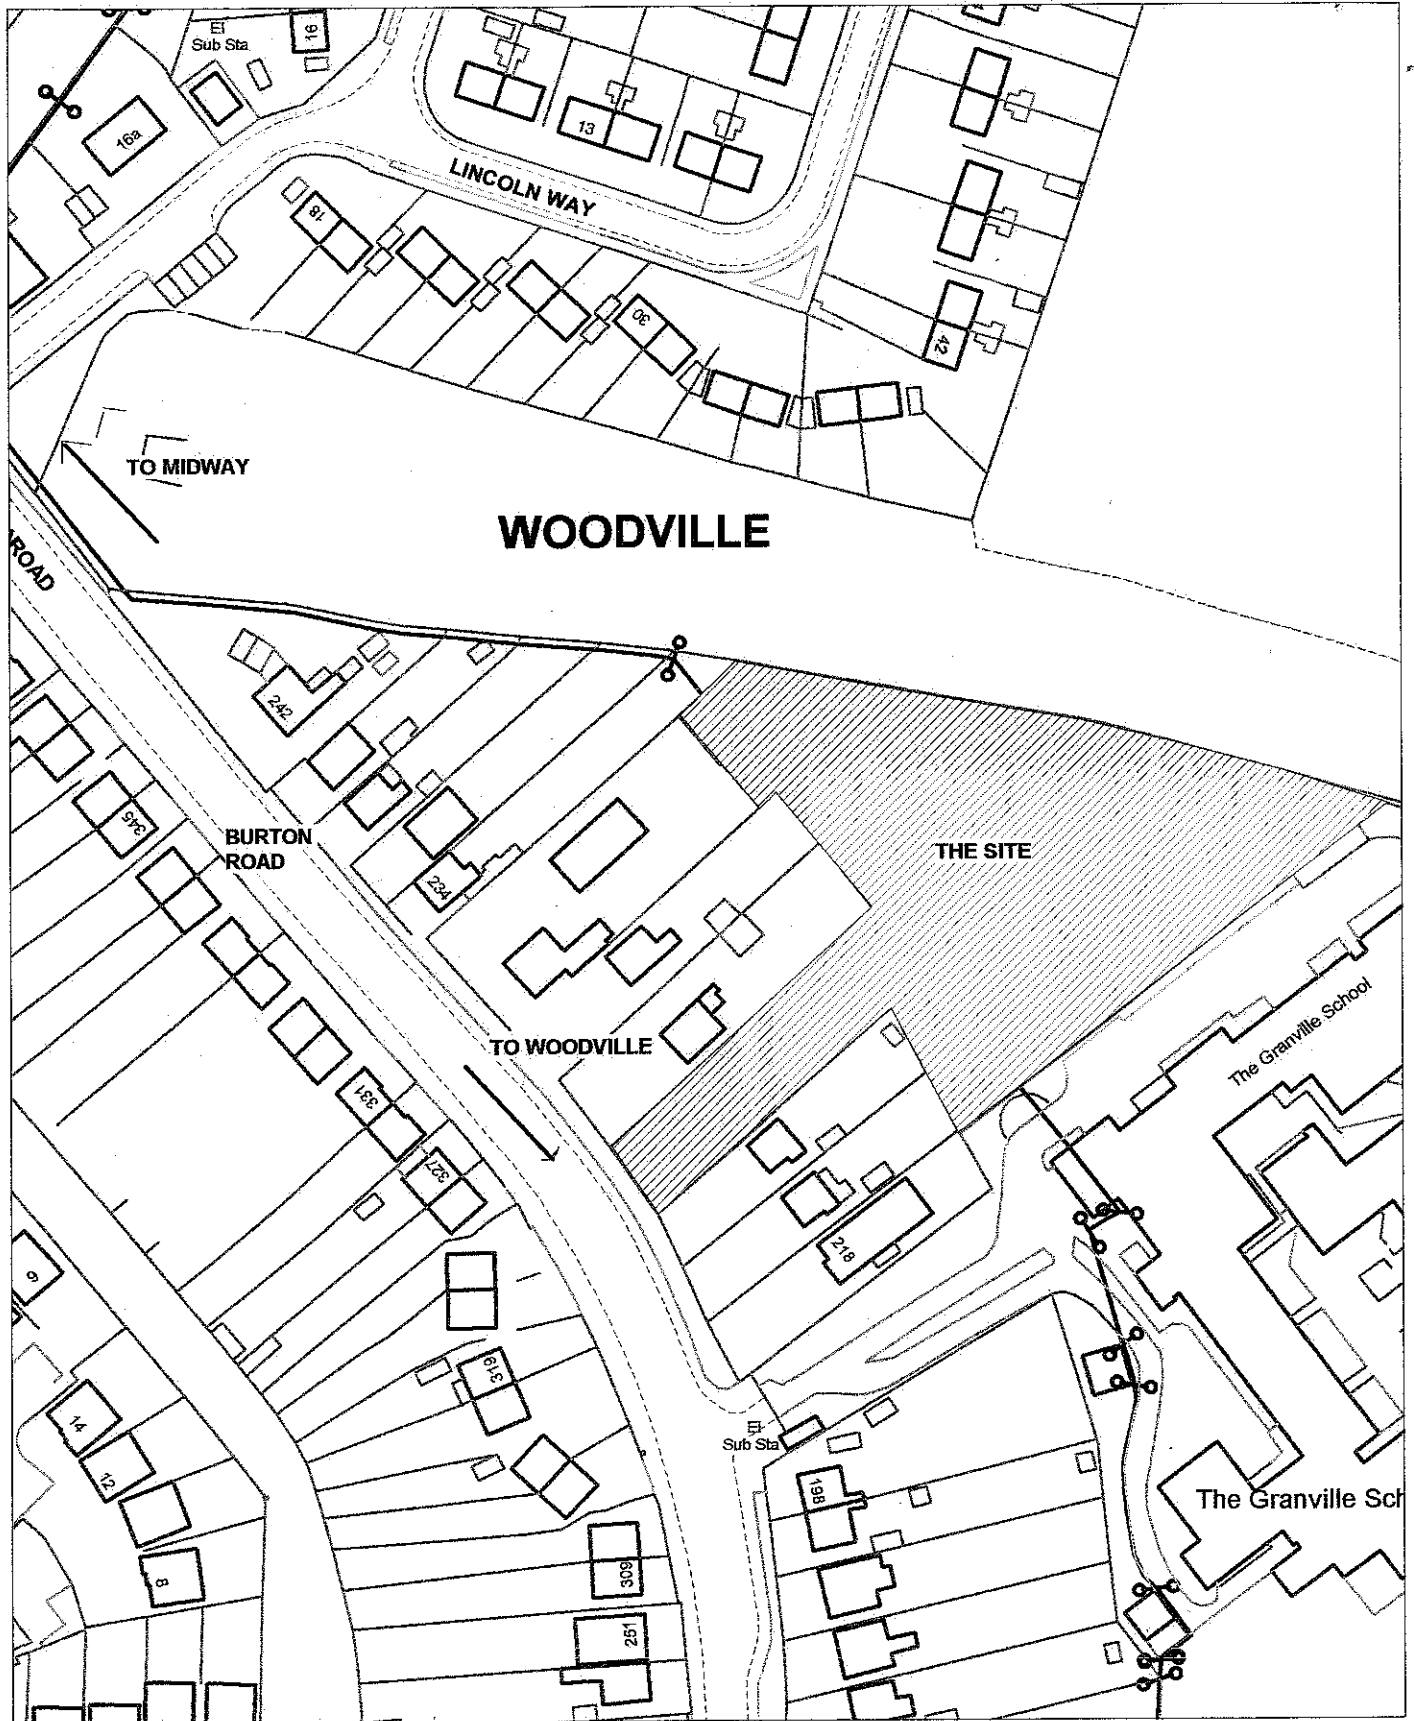 El
Sub Sta
16
16a
13
LINCOLN WAY
18
30
42
TO MIDWAY
WOODVILLE
ROAD
242
345
BURTON
ROAD
234
THE SITE
The Granville School
TO WOODVILLE
331
327
218
9
319
14
12
El
Sub Sta
198
The Granville Sch
8
309
251